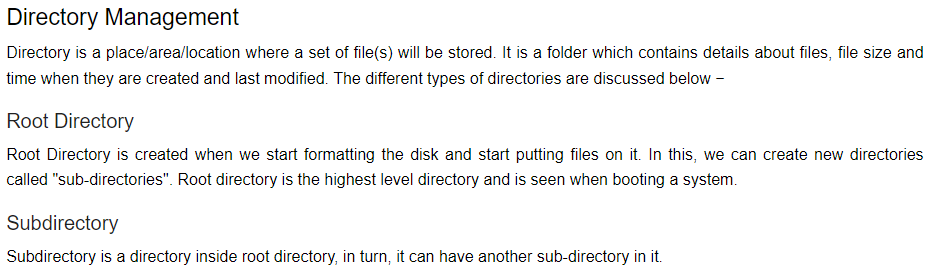 Directory Management
Directory is a place/area/location where a set of file(s) will be stored. It is a folder which contains details about files, file size and
time when they are created and last modified. The different types of directories are discussed below −
Root Directory
Root Directory is created when we start formatting the disk and start putting files on it. In this, we can create new directories
called "sub-directories". Root directory is the highest level directory and is seen when booting a system.
Subdirectory
Subdirectory is a directory inside root directory, in turn, it can have another sub-directory in it.